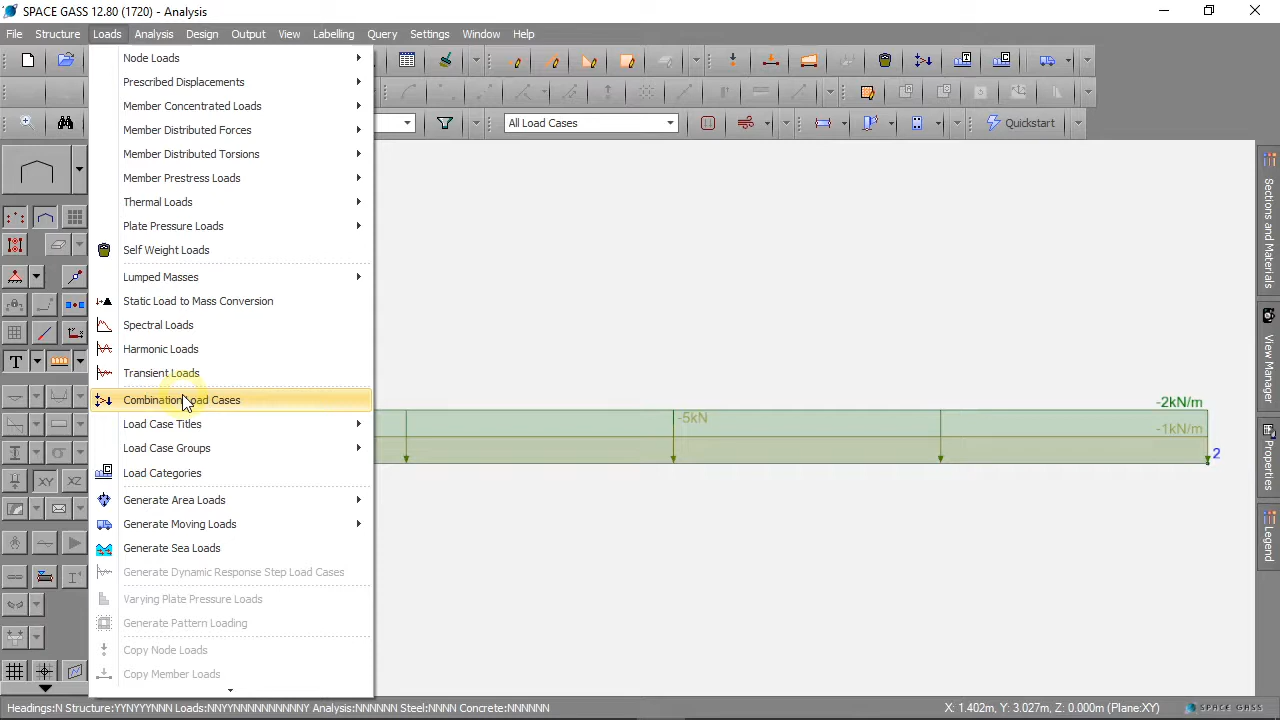 SPACE GASS 12.80 (1720) - Analysis
File Structure Loads Analysis Design Output View Labelling Query Settings Window Help
All Load Cases
Quickstart
Node Loads
Prescribed Displacements
Member Concentrated Loads
Member Distributed Forces
Member Distributed Torsions
Member Prestress Loads
Thermal Loads
Plate Pressure Loads
Self Weight Loads
Lumped Masses
Static Load to Mass Conversion
Spectral Loads
Harmonic Loads
Transient Loads
Combination Load Cases
Load Case Titles
Load Case Groups
Load Categories
Generate Area Loads
Generate Moving Loads
Generate Sea Loads
Generate Dynamic Response Step Load Cases
Varying Plate Pressure Loads
Generate Pattern Loading
Copy Node Loads
Copy Member Loads
T
XY XZ
-2kN/m
-5kN
-1kN/m
2
Sections and Materials
View Manager
Properties
Legend
Headings:N Structure:YYNYYYNNN Loads:NNYYNNNNNNNNNY Analysis:NNNNNN Steel:NNNN Concrete:NNNNNN
X: 1.402m, Y: 3.027m, Z: 0.000m (Plane:XY)
SPACE GASS